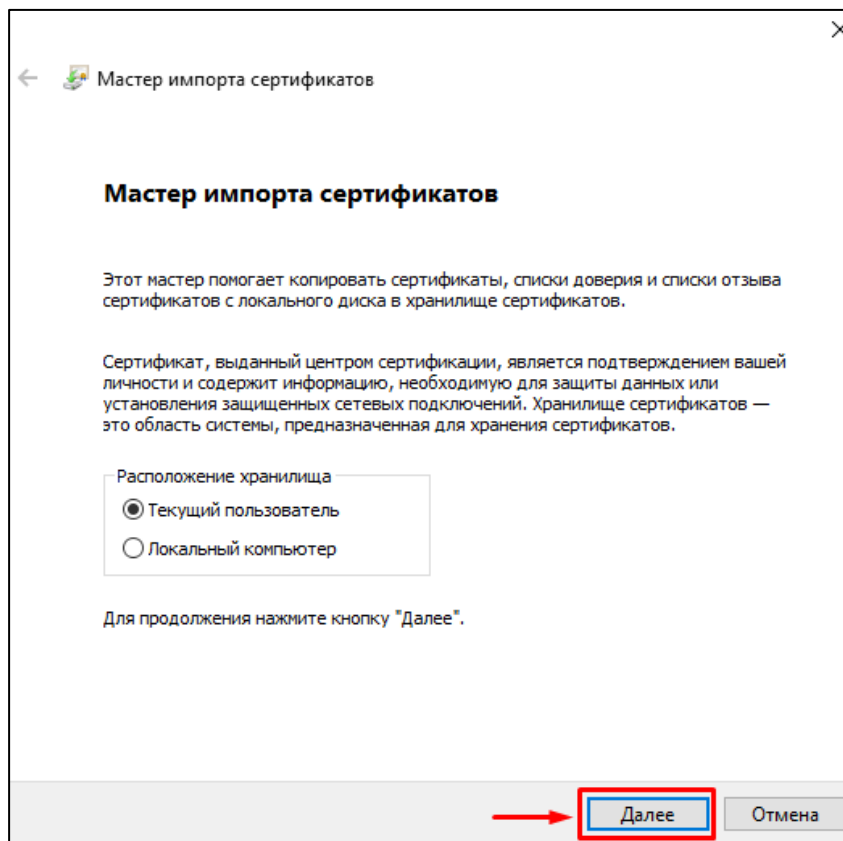 Мастер импорта сертификатов
Мастер импорта сертификатов
Этот мастер помогает копировать сертификаты, списки доверия и списки отзыва
сертификатов с локального диска в хранилище сертификатов.
Сертификат, выданный центром сертификации, является подтверждением вашей
личности и содержит информацию, необходимую для защиты данных или
установления защищенных сетевых подключений. Хранилище сертификатов —
это область системы, предназначенная для хранения сертификатов.
Расположение хранилища
Текущий пользователь
Локальный компьютер
Для продолжения нажмите кнопку "Далее".
Далее
Отмена